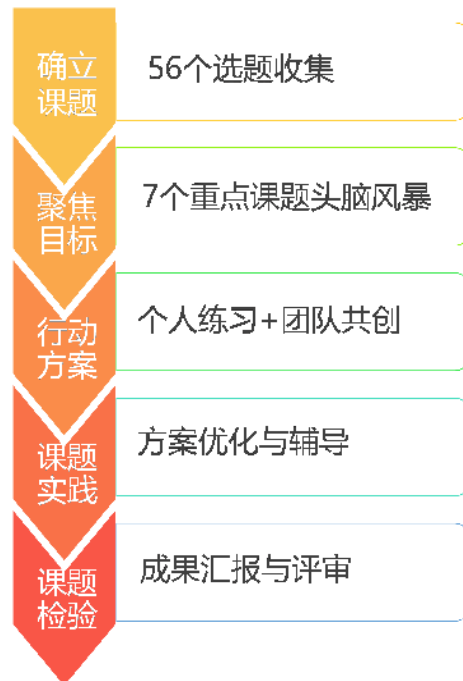 确立
课题
56个选题收集
聚焦
目标
7个重点课题头脑风暴
行动
方案
个人练习+团队共创
课题
实践
方案优化与辅导
课题
检验
成果汇报与评审